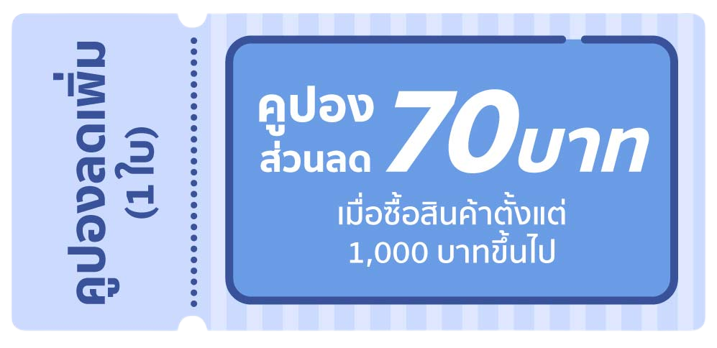 คูปองลดเพิ่ม
(1 ใบ)
คูปอง
ส่วนลด 70 บาท
เมื่อซื้อสินค้าตั้งแต่
1,000 บาทขึ้นไป